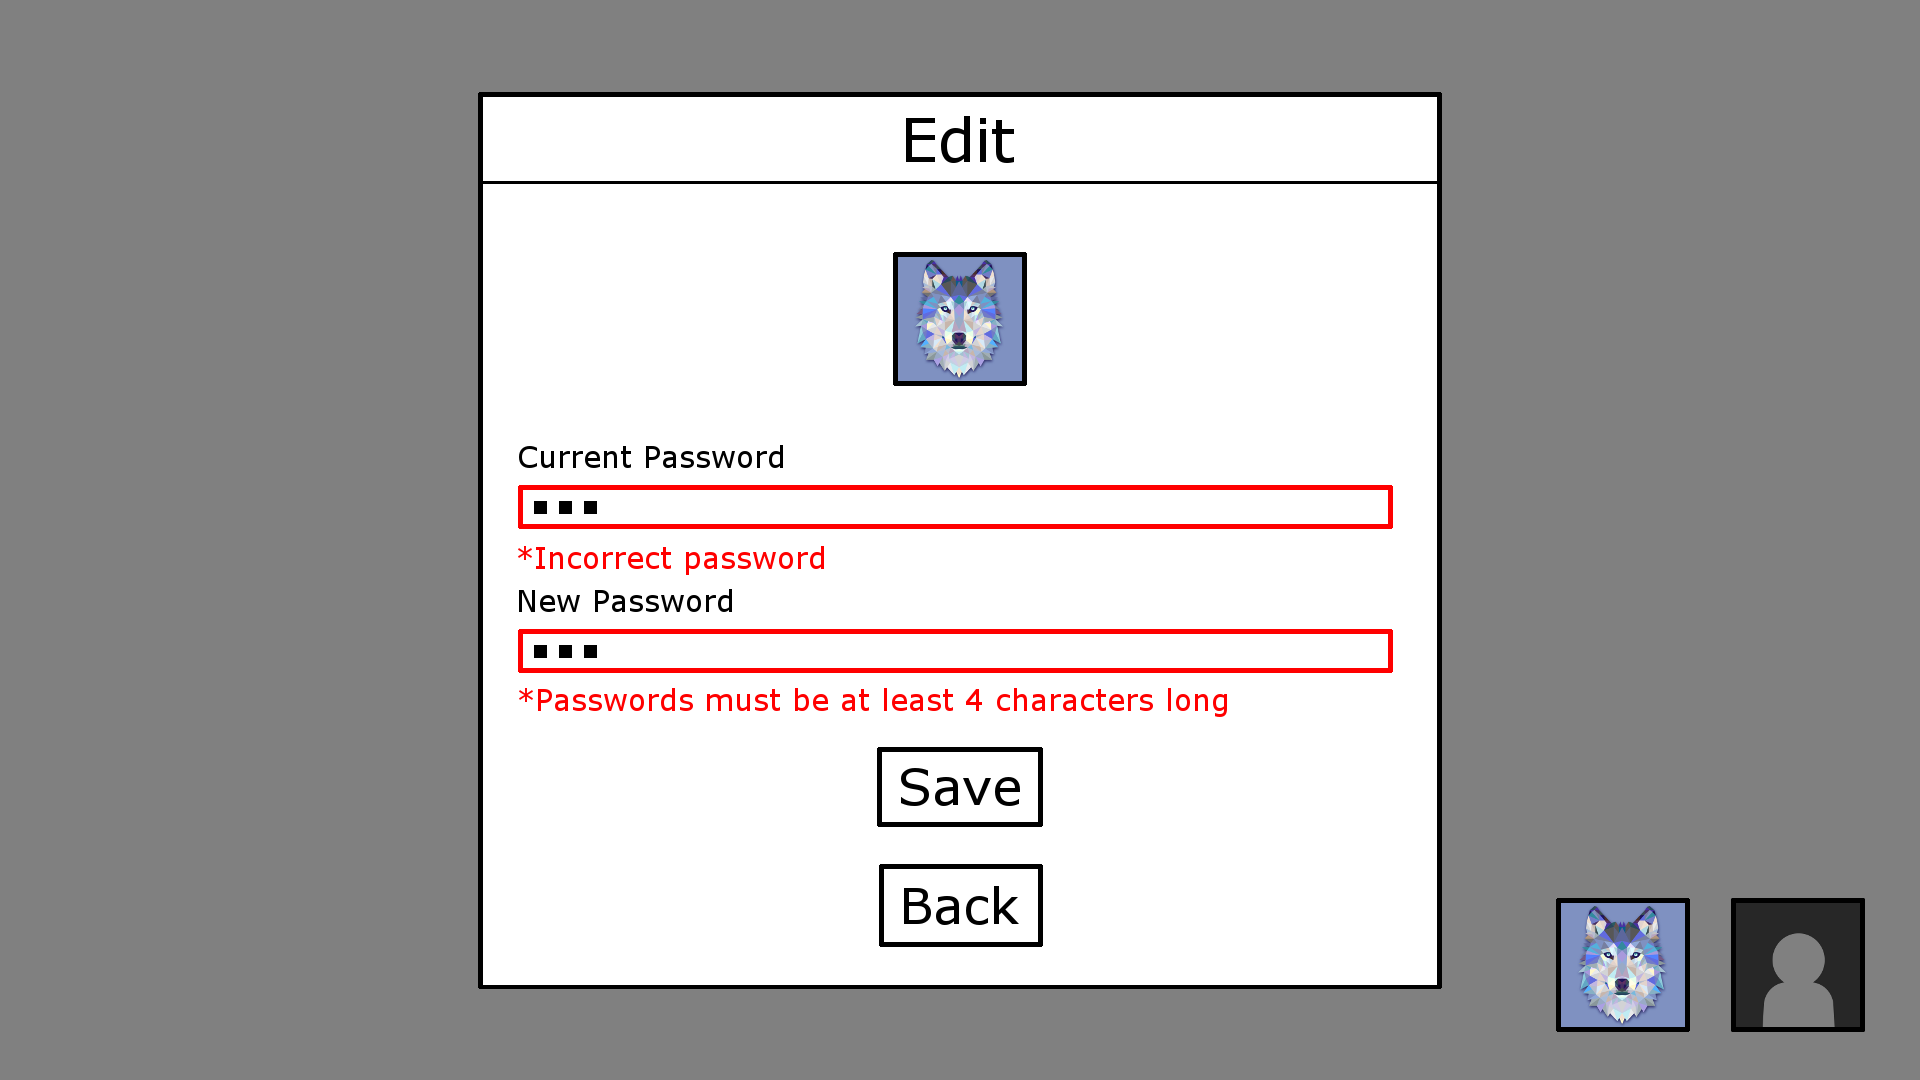 Edit
Current Password
*Incorrect password
New Password
*Passwords must be at least 4 characters long
Save
Back